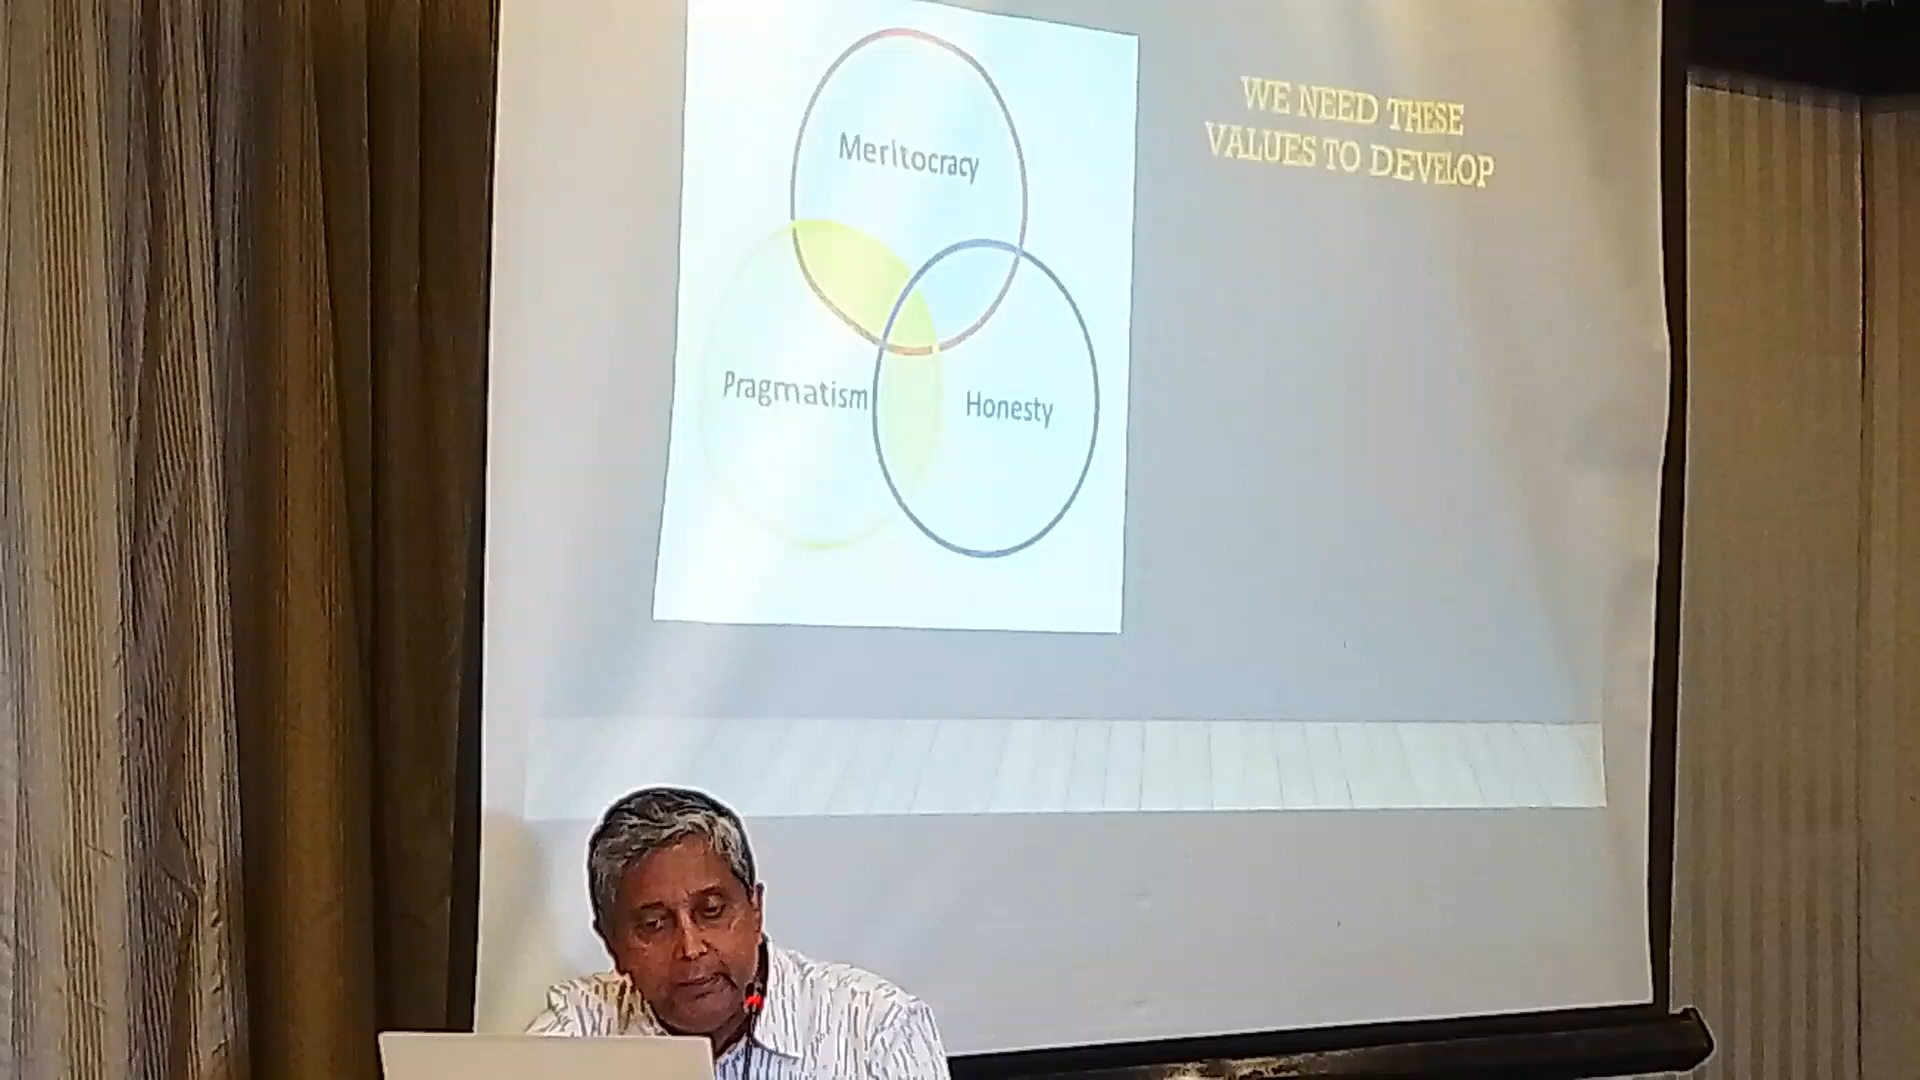 Meritocracy
Pragmatism
Honesty
WE NEED THESE
VALUES TO DEVELOP